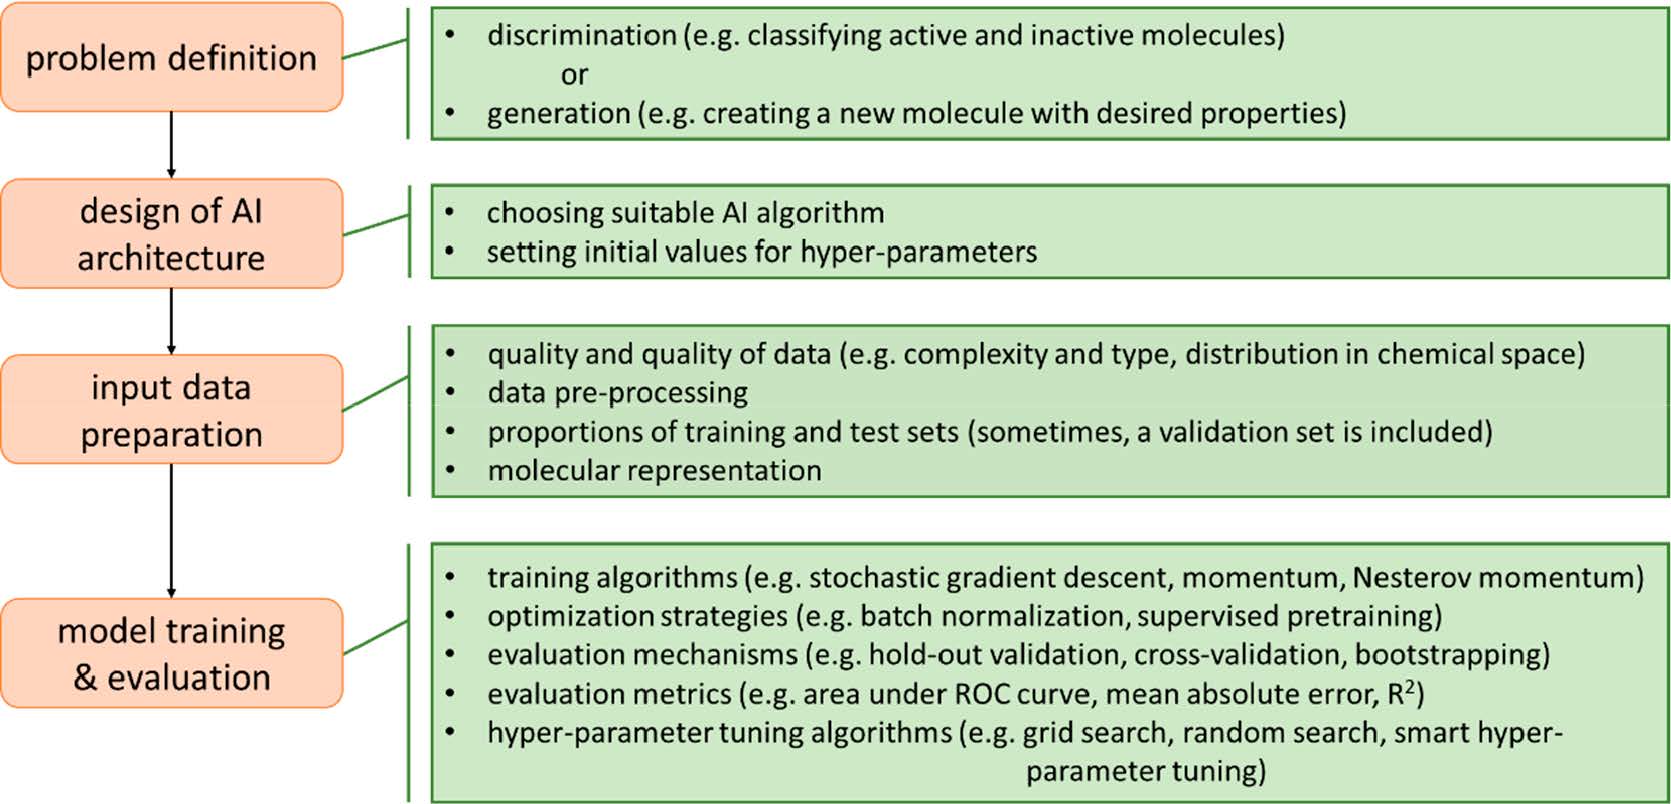 problem definition
• discrimination (e.g. classifying active and inactive molecules)
or
• generation (e.g. creating a new molecule with desired properties)
design of AI
architecture
• choosing suitable AI algorithm
• setting initial values for hyper-parameters
input data
preparation
• quality and quality of data (e.g. complexity and type, distribution in chemical space)
• data pre-processing
• proportions of training and test sets (sometimes, a validation set is included)
• molecular representation
model training
& evaluation
• training algorithms (e.g. stochastic gradient descent, momentum, Nesterov momentum)
• optimization strategies (e.g. batch normalization, supervised pretraining)
• evaluation mechanisms (e.g. hold-out validation, cross-validation, bootstrapping)
• evaluation metrics (e.g. area under ROC curve, mean absolute error, R²)
• hyper-parameter tuning algorithms (e.g. grid search, random search, smart hyper-
parameter tuning)